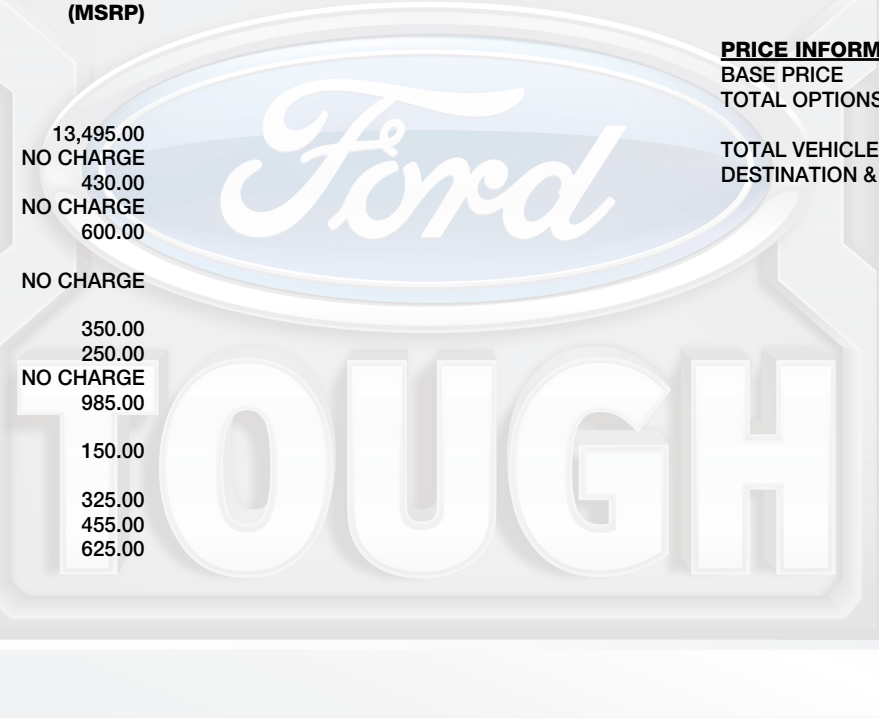 (MSRP)
13,495.00
NO CHARGE
430.00
NO CHARGE
600.00
NO CHARGE
350.00
250.00
NO CHARGE
985.00
150.00
325.00
455.00
625.00
PRICE INFORM
BASE PRICE
TOTAL OPTIONS
TOTAL VEHICLE
DESTINATION &
Ford
TOUGH